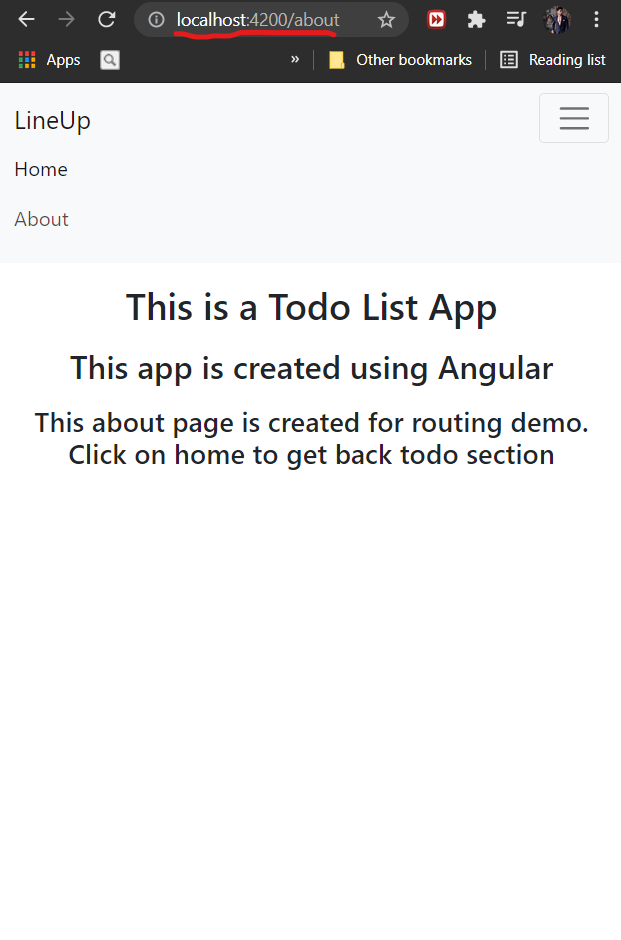 localhost:4200/about
Apps
»
Other bookmarks
Reading list
LineUp
Home
About
This is a Todo List App
This app is created using Angular
This about page is created for routing demo.
Click on home to get back todo section